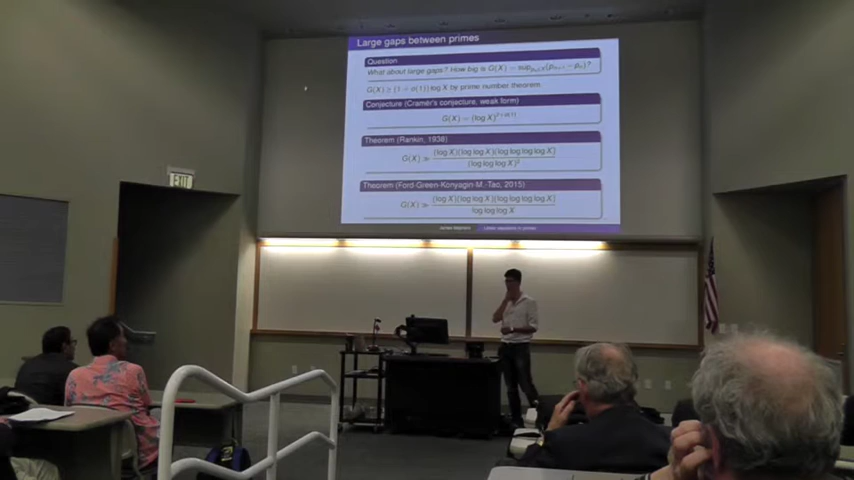 Large gaps between primes
Question
What about large gaps? How big is G(X) = sup_{p_n≤X}(p_{n+1} − p_n)?
G(X) ≥ (1 + o(1)) log X by prime number theorem
Conjecture (Cramér's conjecture, weak form)
G(X) = (log X)^{2+o(1)}
Theorem (Rankin, 1938)
G(X) ≫ (log X)(log log X)(log log log log X)
(log log log X)²
Theorem (Ford-Green-Konyagin-M.-Tao, 2015)
G(X) ≫ (log X)(log log X)(log log log log X)
log log log X
James Maynard
EXIT